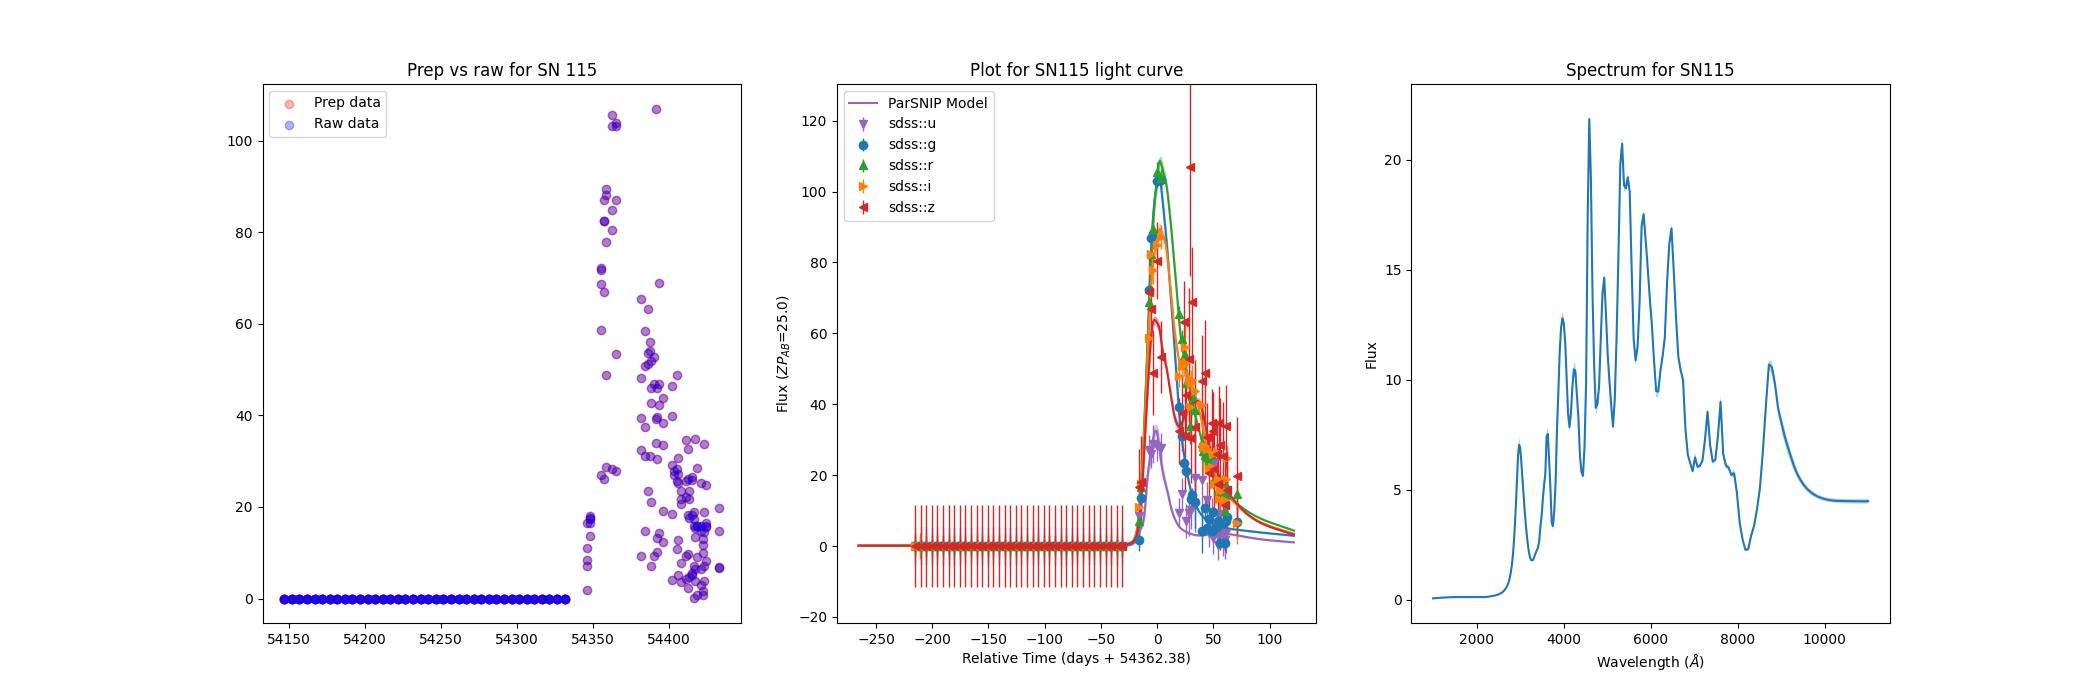 Prep vs raw for SN 115
Prep data
Raw data
100
80
60
40
20
0
54150 54200 54250 54300 54350 54400
Plot for SN115 light curve
ParSNIP Model
sdss::u
sdss::g
sdss::r
sdss::i
sdss::z
Flux (ZP_AB=25.0)
120
100
80
60
40
20
0
−20
−250 −200 −150 −100 −50 0 50 100
Relative Time (days + 54362.38)
Spectrum for SN115
Flux
20
15
10
5
0
2000 4000 6000 8000 10000
Wavelength (Å)